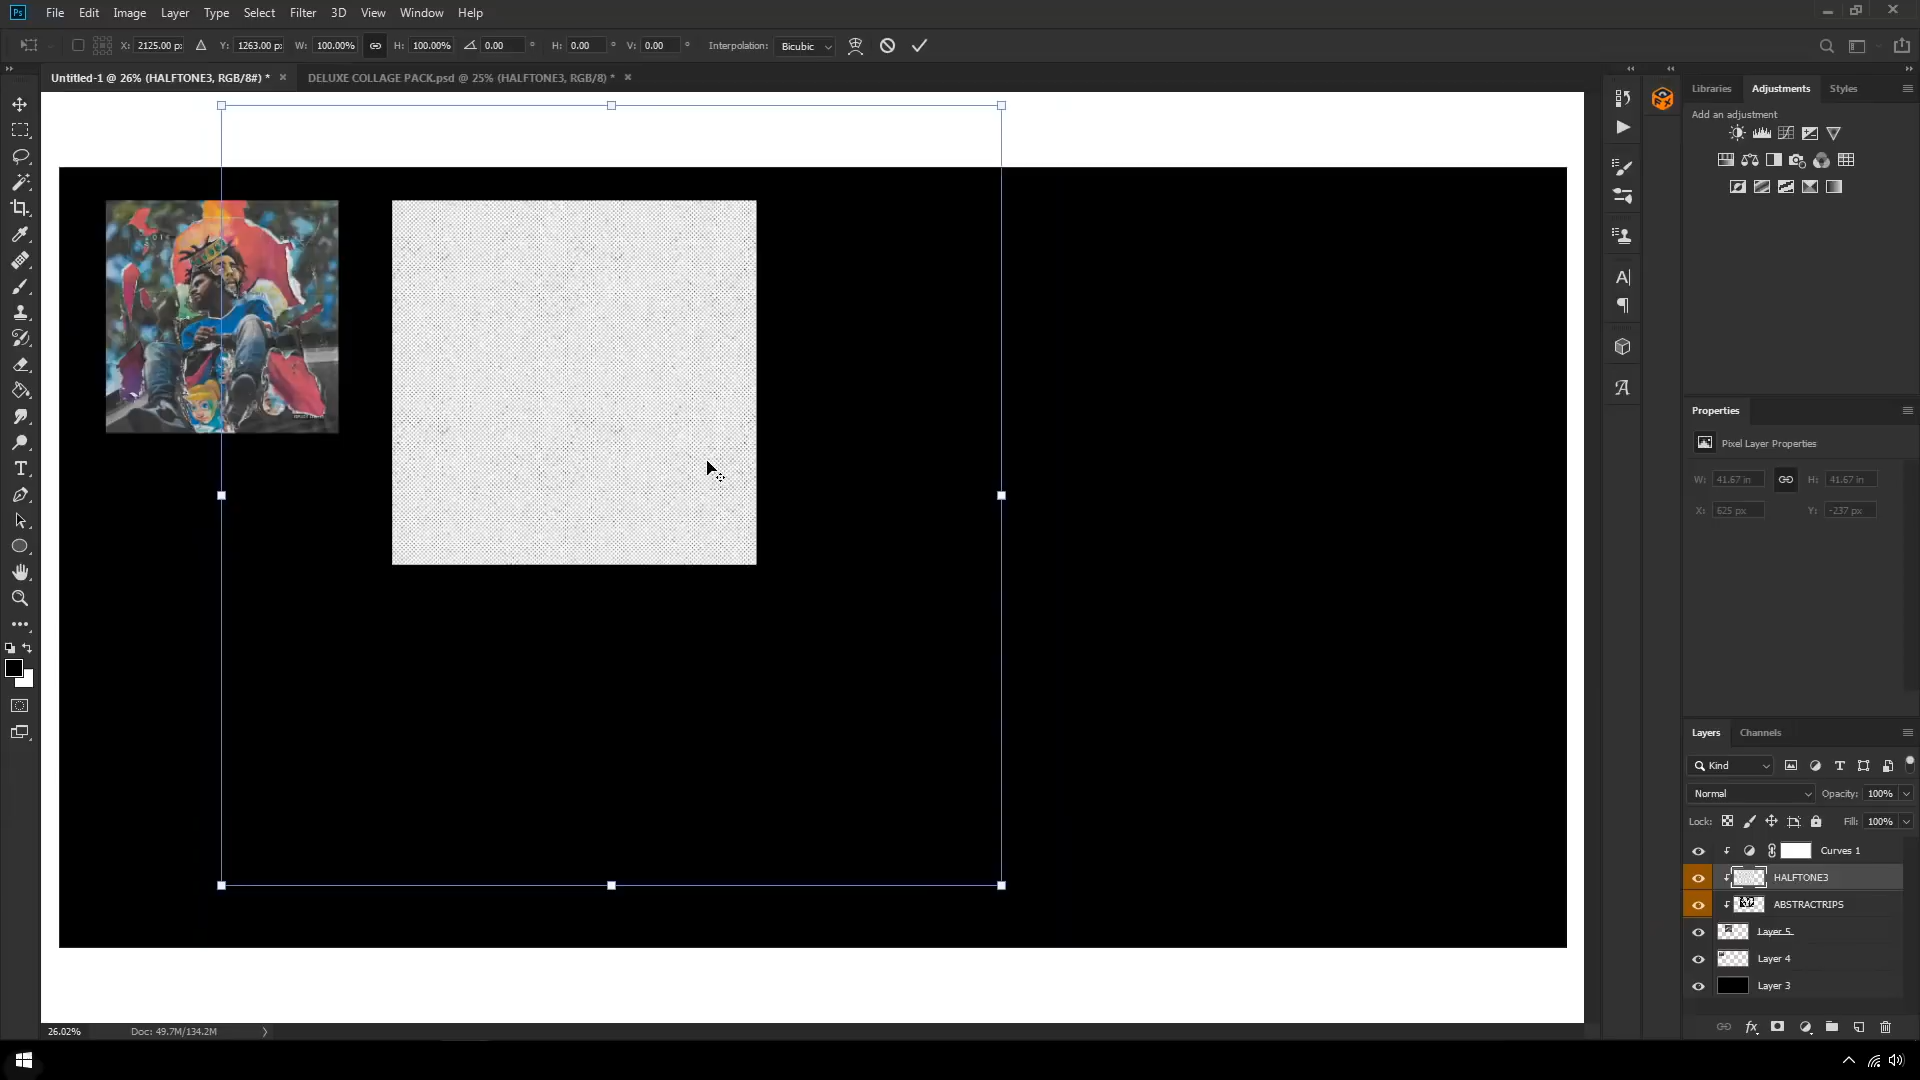 Ps File Edit Image Layer Type Select Filter 3D View Window Help
X: 2125.00 p: Y: 1263.00 p: W: 100.00% H: 100.00% 0.00 ° H: 0.00 ° V: 0.00 ° Interpolation: Bicubic
Untitled-1 @ 26% (HALFTONE3, RGB/8#) * DELUXE COLLAGE PACK.psd @ 25% (HALFTONE3, RGB/8) *
Libraries Adjustments Styles
Add an adjustment
Properties
Pixel Layer Properties
W: 41.67 in H: 41.67 in
X: 625 px Y: -237 px
Layers Channels
Kind
Normal Opacity: 100%
Lock: Fill: 100%
Curves 1
HALFTONE3
ABSTRACTRIPS
Layer 5
Layer 4
Layer 3
26.02% Doc: 49.7M/134.2M